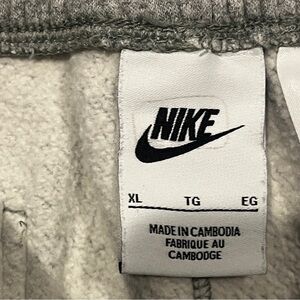 NIKE
XL TG EG
MADE IN CAMBODIA
FABRIQUE AU
CAMBODGE